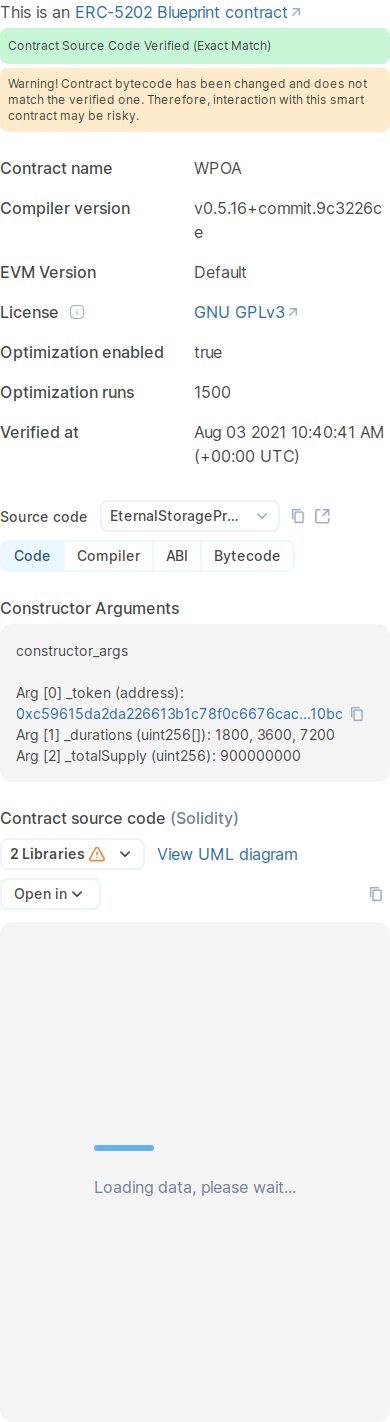 This is an ERC-5202 Blueprint contract
Contract Source Code Verified (Exact Match)
Warning! Contract bytecode has been changed and does not
match the verified one. Therefore, interaction with this smart
contract may be risky.
Contract name WPOA
Compiler version v0.5.16+commit.9c3226c
e
EVM Version Default
License GNU GPLv3
Optimization enabled true
Optimization runs 1500
Verified at Aug 03 2021 10:40:41 AM
(+00:00 UTC)
Source code EternalStoragePr...
Code Compiler ABI Bytecode
Constructor Arguments
constructor_args
Arg [0] _token (address):
0xc59615da2da226613b1c78f0c6676cac...10bc
Arg [1] _durations (uint256[]): 1800, 3600, 7200
Arg [2] _totalSupply (uint256): 900000000
Contract source code (Solidity)
2 Libraries View UML diagram
Open in
Loading data, please wait...